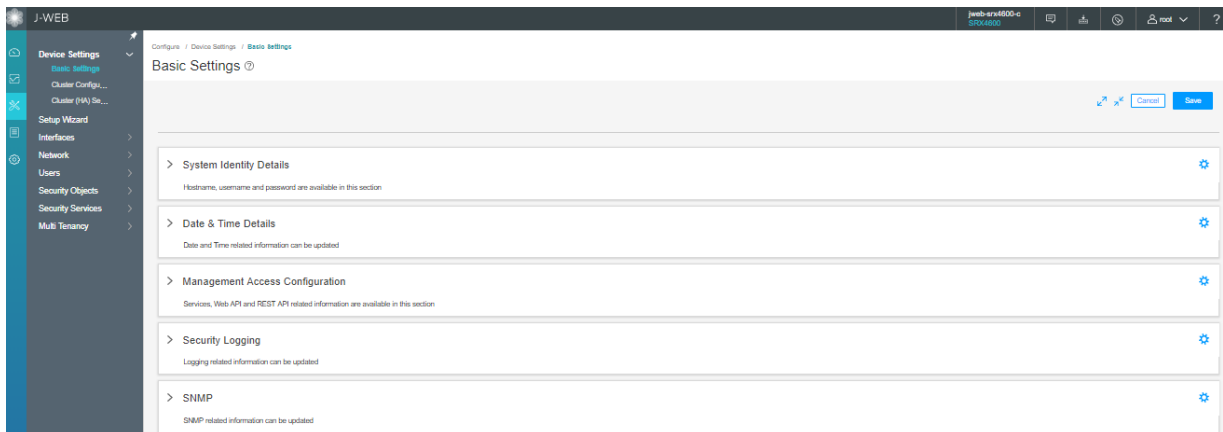 J-WEB
jweb-srx4600-c
SRX4600
root
?
Device Settings
Basic Settings
Cluster Configu...
Cluster (HA) Se...
Setup Wizard
Interfaces
Network
Users
Security Objects
Security Services
Multi Tenancy
Configure / Device Settings / Basic Settings
Basic Settings ?
Cancel
Save
System Identity Details
Hostname, username and password are available in this section
Date & Time Details
Date and Time related information can be updated
Management Access Configuration
Services, Web API and REST API related information are available in this section
Security Logging
Logging related information can be updated
SNMP
SNMP related information can be updated